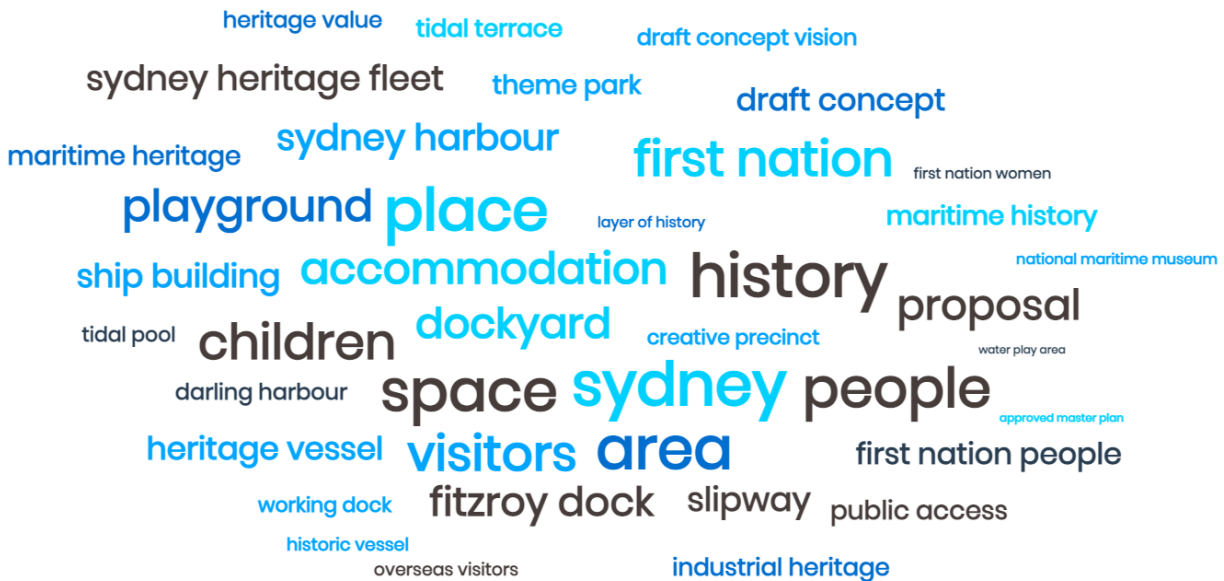 heritage value
tidal terrace
draft concept vision
sydney heritage fleet
theme park
draft concept
sydney harbour
maritime heritage
first nation
first nation women
playground
place
layer of history
maritime history
ship building
accommodation
history
national maritime museum
proposal
tidal pool
children
dockyard
creative precinct
water play area
darling harbour
space
sydney
people
approved master plan
heritage vessel
visitors
area
first nation people
working dock
fitzroy dock
slipway
public access
historic vessel
overseas visitors
industrial heritage